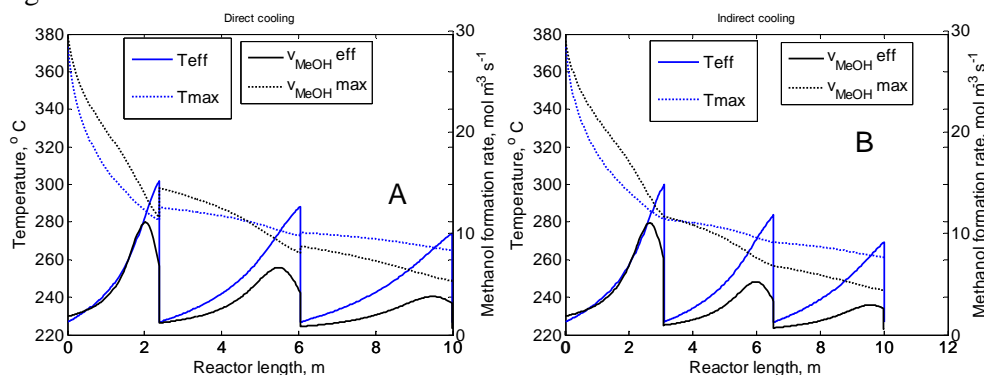 Direct cooling
380
360
340
320
300
280
260
240
220
Temperature, o C
0 2 4 6 8 10
Reactor length, m
30
20
10
0
Methanol formation rate, mol m3 s-1
Teff
Tmax
vMeOH eff
vMeOH max
A
Indirect cooling
380
360
340
320
300
280
260
240
220
Temperature, o C
0 2 4 6 8 10 12
Reactor length, m
30
20
10
0
Methanol formation rate, mol m3 s-1
Teff
Tmax
vMeOH eff
vMeOH max
B